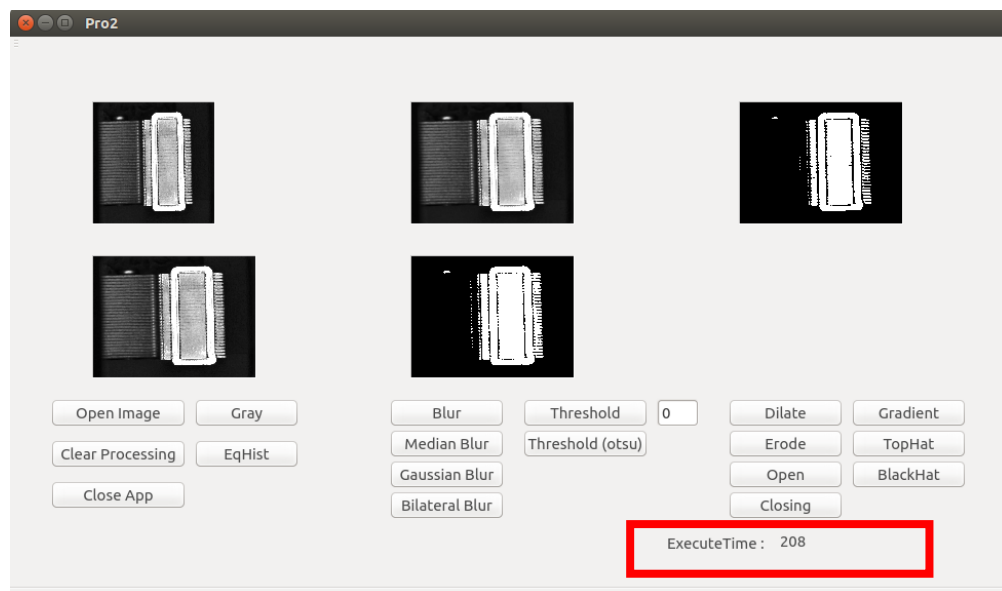 Pro2
Open Image Gray Blur Threshold 0 Dilate Gradient
Clear Processing EqHist Median Blur Threshold (otsu) Erode TopHat
Gaussian Blur Open BlackHat
Close App Bilateral Blur Closing
ExecuteTime : 208